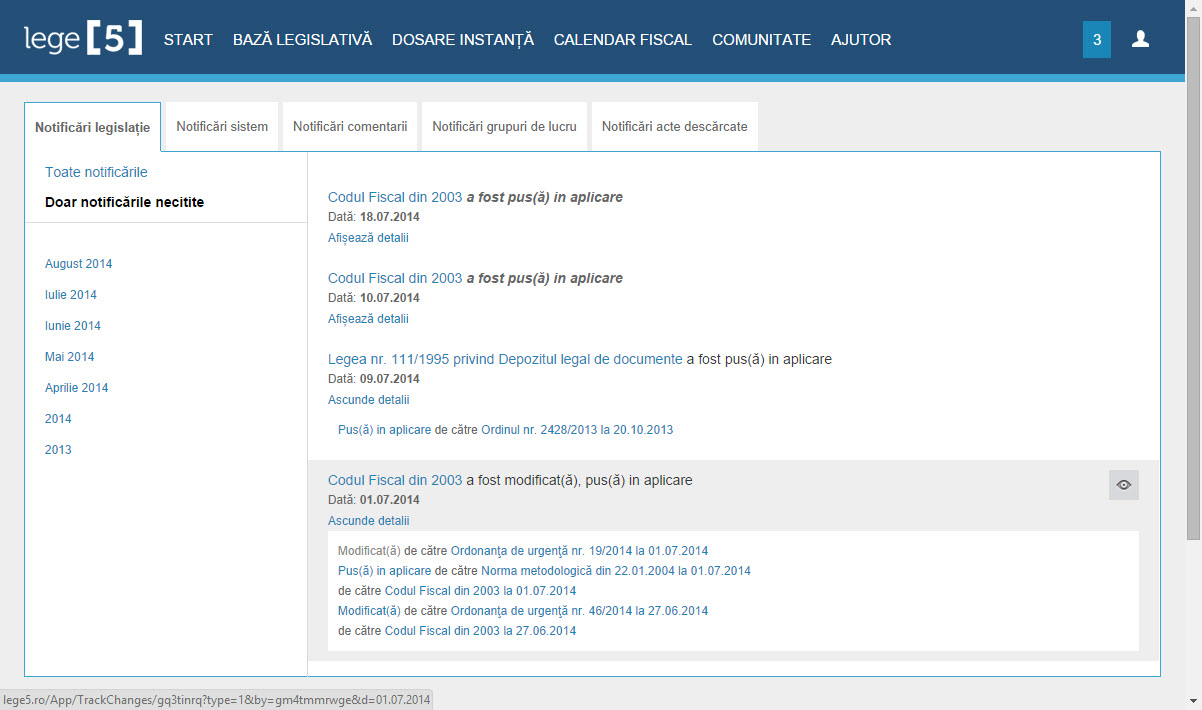 lege [5] START BAZĂ LEGISLATIVĂ DOSARE INSTANȚĂ CALENDAR FISCAL COMUNITATE AJUTOR 3
Notificări legislație Notificări sistem Notificări comentarii Notificări grupuri de lucru Notificări acte descărcate
Toate notificările
Doar notificările necitite
August 2014
Iulie 2014
Iunie 2014
Mai 2014
Aprilie 2014
2014
2013
Codul Fiscal din 2003 a fost pus(ă) in aplicare
Dată: 18.07.2014
Afișează detalii
Codul Fiscal din 2003 a fost pus(ă) in aplicare
Dată: 10.07.2014
Afișează detalii
Legea nr. 111/1995 privind Depozitul legal de documente a fost pus(ă) in aplicare
Dată: 09.07.2014
Ascunde detalii
Pus(ă) in aplicare de către Ordinul nr. 2428/2013 la 20.10.2013
Codul Fiscal din 2003 a fost modificat(ă), pus(ă) in aplicare
Dată: 01.07.2014
Ascunde detalii
Modificat(ă) de către Ordonanța de urgență nr. 19/2014 la 01.07.2014
Pus(ă) in aplicare de către Norma metodologică din 22.01.2004 la 01.07.2014
de către Codul Fiscal din 2003 la 01.07.2014
Modificat(ă) de către Ordonanța de urgență nr. 46/2014 la 27.06.2014
de către Codul Fiscal din 2003 la 27.06.2014
lege5.ro/App/TrackChanges/gq3tinrq?type=1&by=gm4tmmrwge&d=01.07.2014